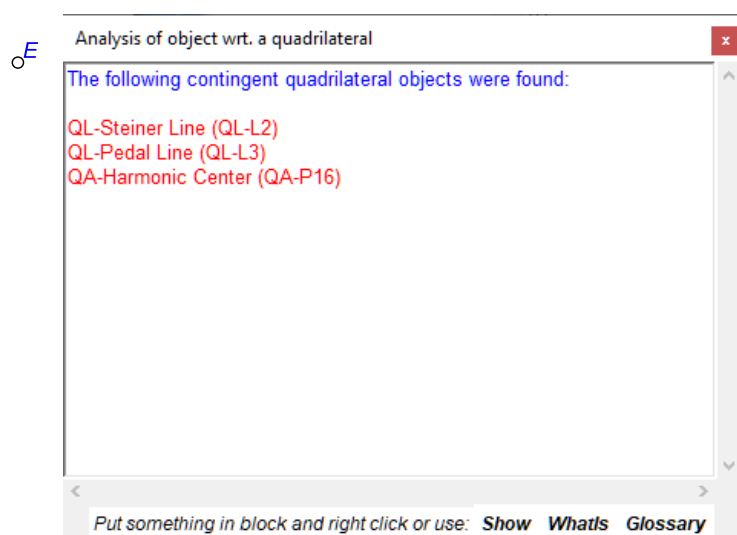 E
Analysis of object wrt. a quadrilateral
x
The following contingent quadrilateral objects were found:
QL-Steiner Line (QL-L2)
QL-Pedal Line (QL-L3)
QA-Harmonic Center (QA-P16)
Put something in block and right click or use: Show WhatIs Glossary